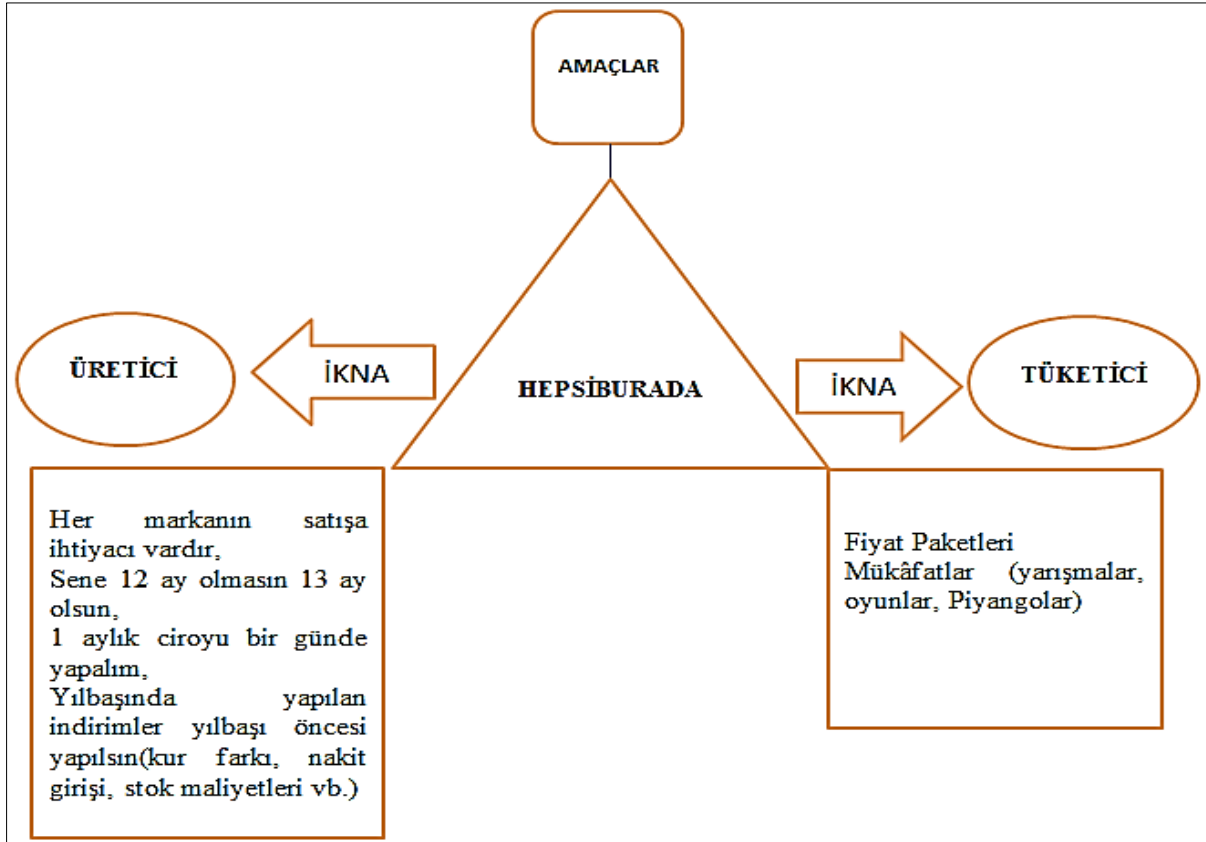 AMAÇLAR
ÜRETİCİ
İKNA
HEPSİBURADA
İKNA
TÜKETİCİ
Her markanın satışa
ihtiyacı vardır,
Sene 12 ay olmasın 13 ay
olsun,
1 aylık ciroyu bir günde
yapalım,
Yılbaşında yapılan
indirimler yılbaşı öncesi
yapılsın(kur farkı, nakit
girişi, stok maliyetleri vb.)
Fiyat Paketleri
Mükâfatlar (yarışmalar,
oyunlar, Piyangolar)